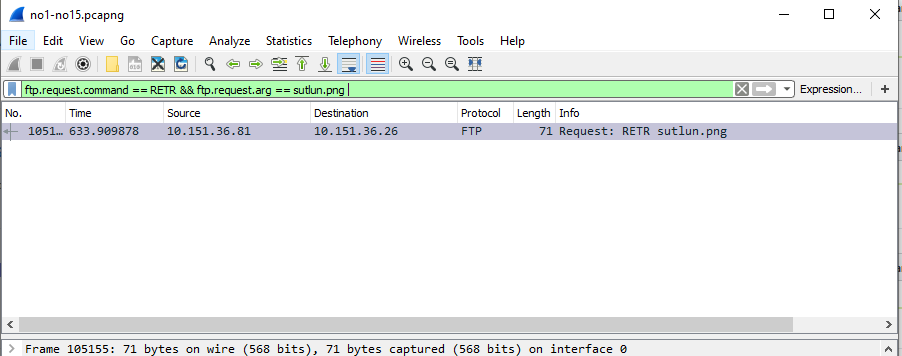 no1-no15.pcapng
File Edit View Go Capture Analyze Statistics Telephony Wireless Tools Help
ftp.request.command == RETR && ftp.request.arg == sutlun.png
Expression… +
No. Time Source Destination Protocol Length Info
1051… 633.909878 10.151.36.81 10.151.36.26 FTP 71 Request: RETR sutlun.png
Frame 105155: 71 bytes on wire (568 bits), 71 bytes captured (568 bits) on interface 0